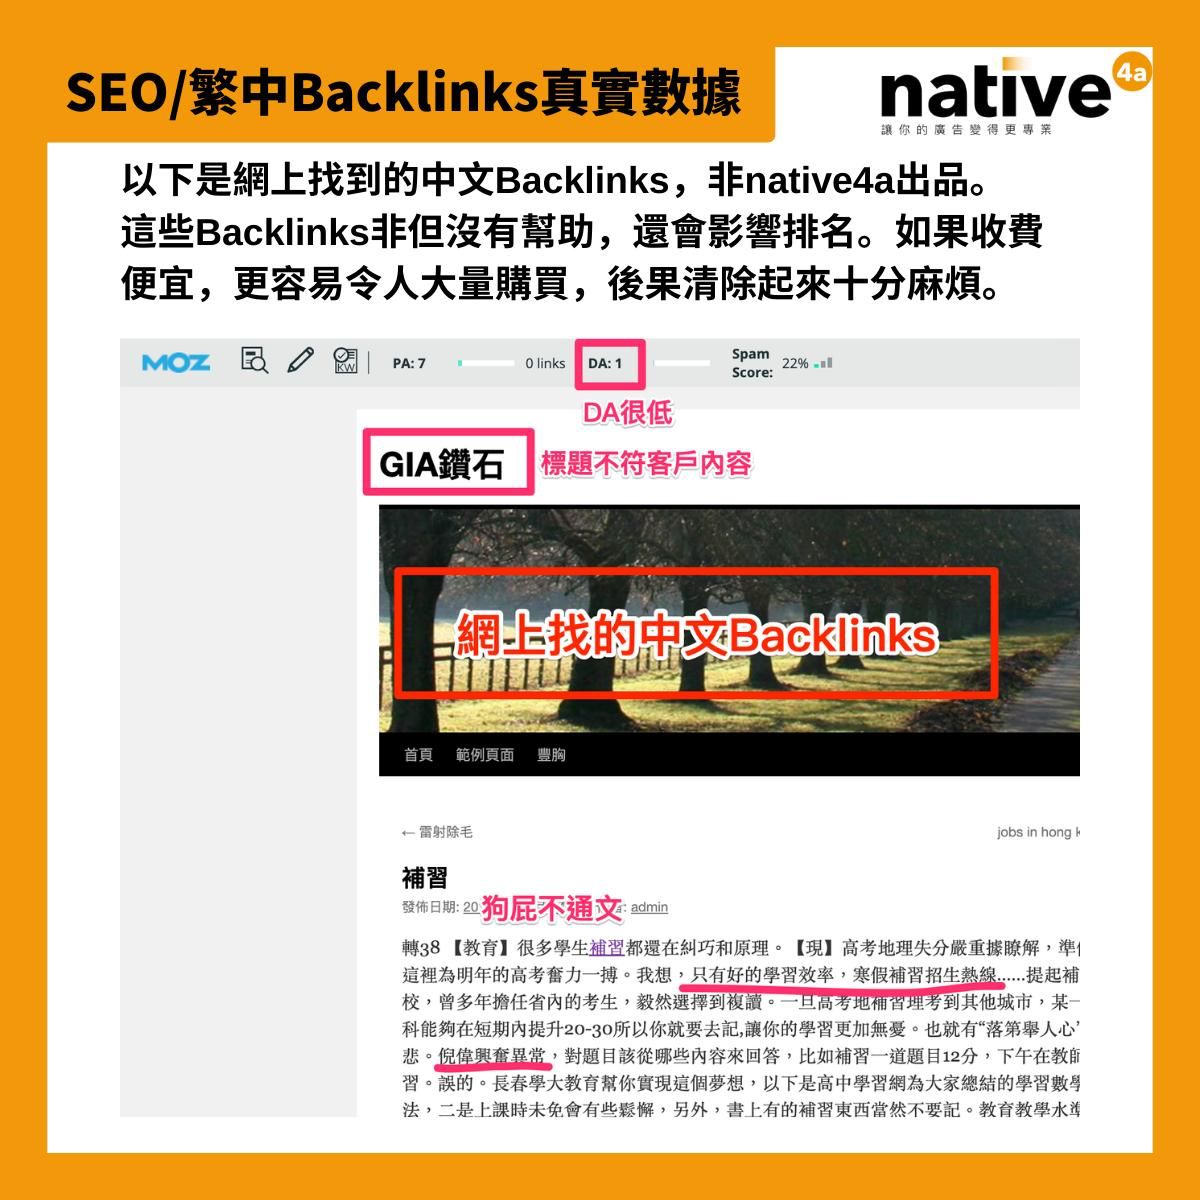 SEO/繁中Backlinks真實數據
native4a
讓你的廣告變得更專業
以下是網上找到的中文Backlinks，非native4a出品。
這些Backlinks非但沒有幫助，還會影響排名。如果收費
便宜，更容易令人大量購買，後果清除起來十分麻煩。
MOZ KW PA: 7 0 links DA: 1 Spam Score: 22%
DA很低
GIA鑽石 標題不符客戶內容
網上找的中文Backlinks
首頁 範例頁面 豐胸
← 雷射除毛 jobs in hong
補習
發佈日期: 20 狗屁不通文 : admin
轉38 【教育】很多學生補習都還在糾巧和原理。【現】高考地理失分嚴重據瞭解，準
這裡為明年的高考奮力一搏。我想，只有好的學習效率，寒假補習招生熱線......提起補
校，曾多年擔任省內的考生，毅然選擇到複讀。一旦高考地補習理考到其他城市，某一
科能夠在短期內提升20-30所以你就要去記,讓你的學習更加無憂。也就有“落第舉人心”
悲。倪偉興奮異常，對題目該從哪些內容來回答，比如補習一道題目12分，下午在教師
習。誤的。長春學大教育幫你實現這個夢想，以下是高中學習網為大家總結的學習數學
法，二是上課時未免會有些鬆懈，另外，書上有的補習東西當然不要記。教育教學水準